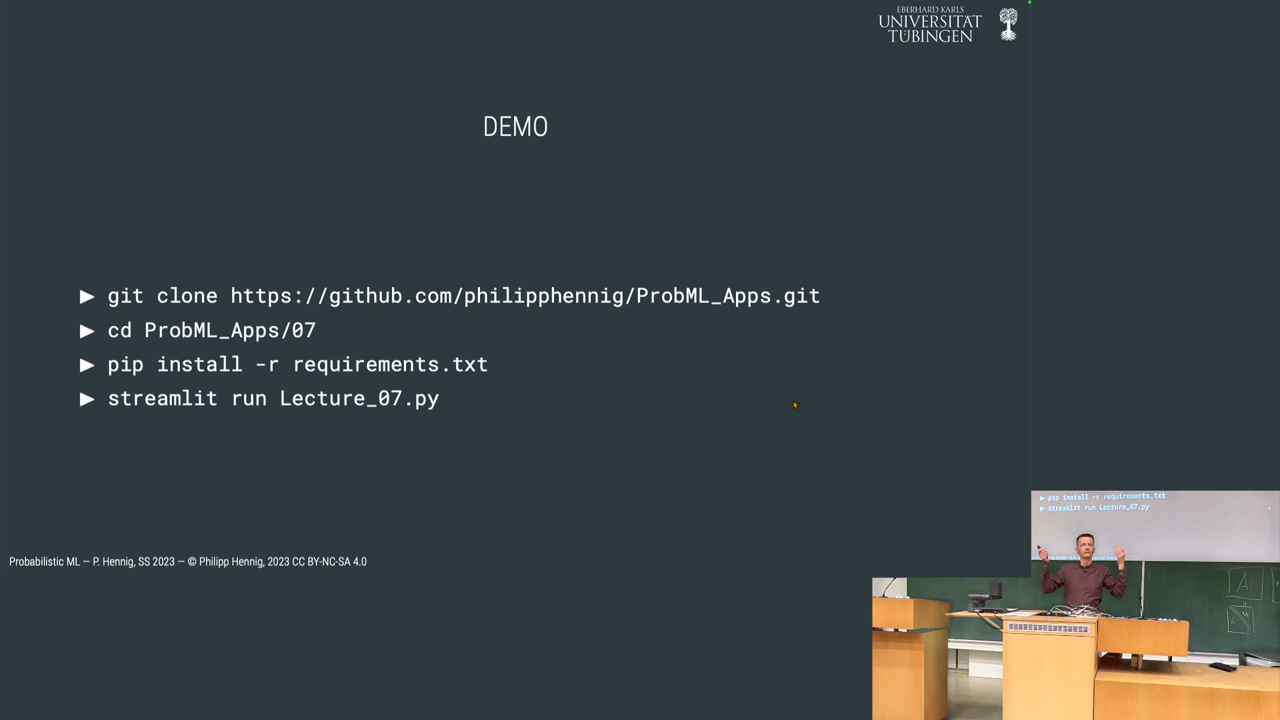 EBERHARD KARLS
UNIVERSITÄT
TÜBINGEN
DEMO
▶ git clone https://github.com/philipphennig/ProbML_Apps.git
▶ cd ProbML_Apps/07
▶ pip install -r requirements.txt
▶ streamlit run Lecture_07.py
Probabilistic ML — P. Hennig, SS 2023 — © Philipp Hennig, 2023 CC BY-NC-SA 4.0
▶ pip install -r requirements.txt
▶ streamlit run Lecture_07.py
A